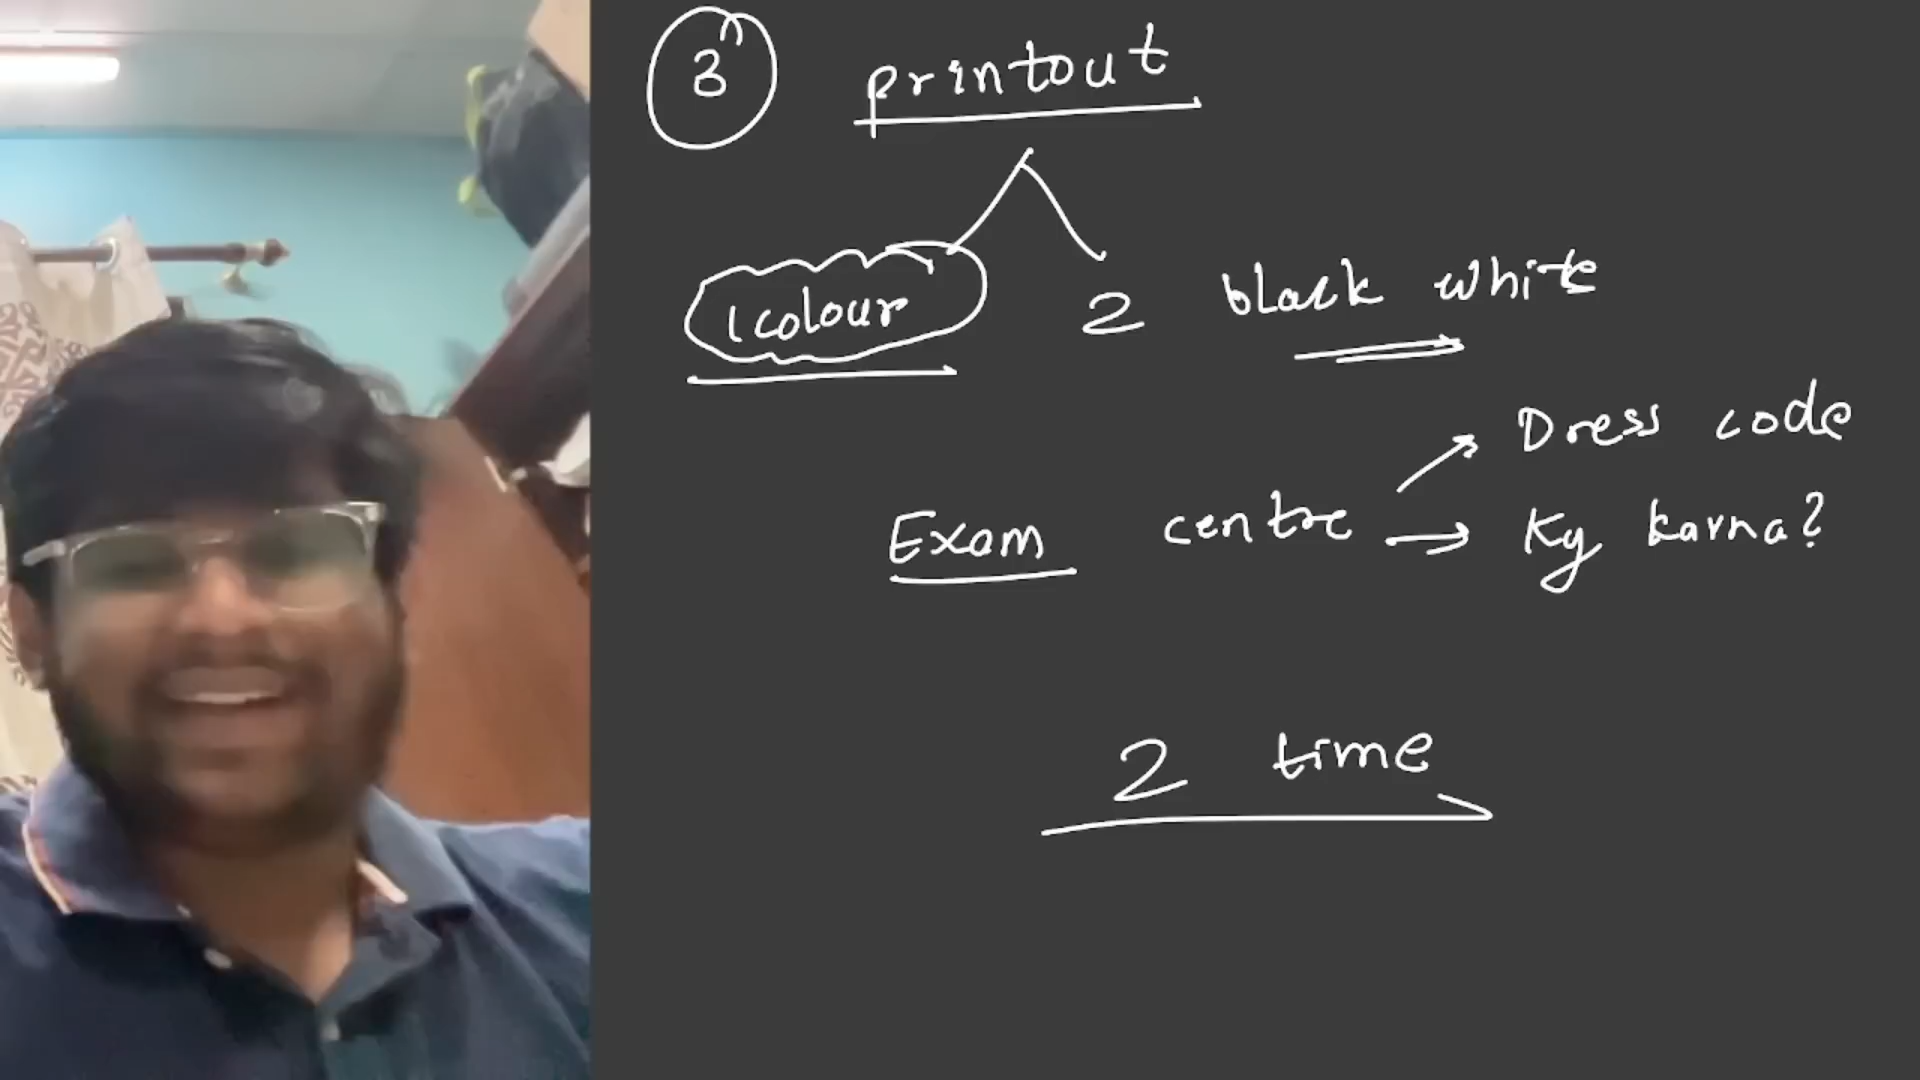 3 printout
1 colour 2 black white
Dress code
Exam centre Ky karna?
2 time